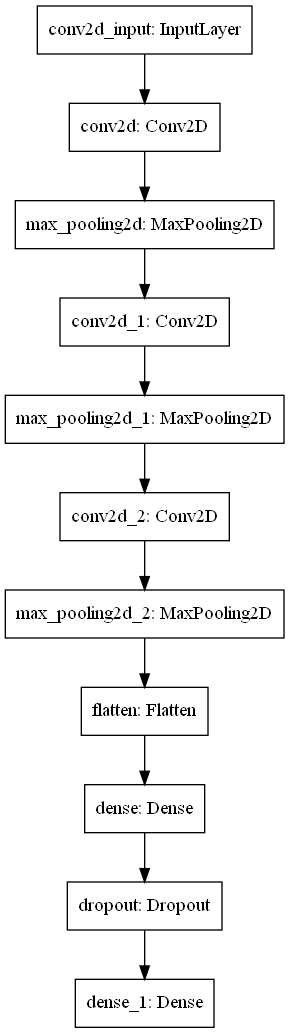 conv2d_input: InputLayer
conv2d: Conv2D
max_pooling2d: MaxPooling2D
conv2d_1: Conv2D
max_pooling2d_1: MaxPooling2D
conv2d_2: Conv2D
max_pooling2d_2: MaxPooling2D
flatten: Flatten
dense: Dense
dropout: Dropout
dense_1: Dense